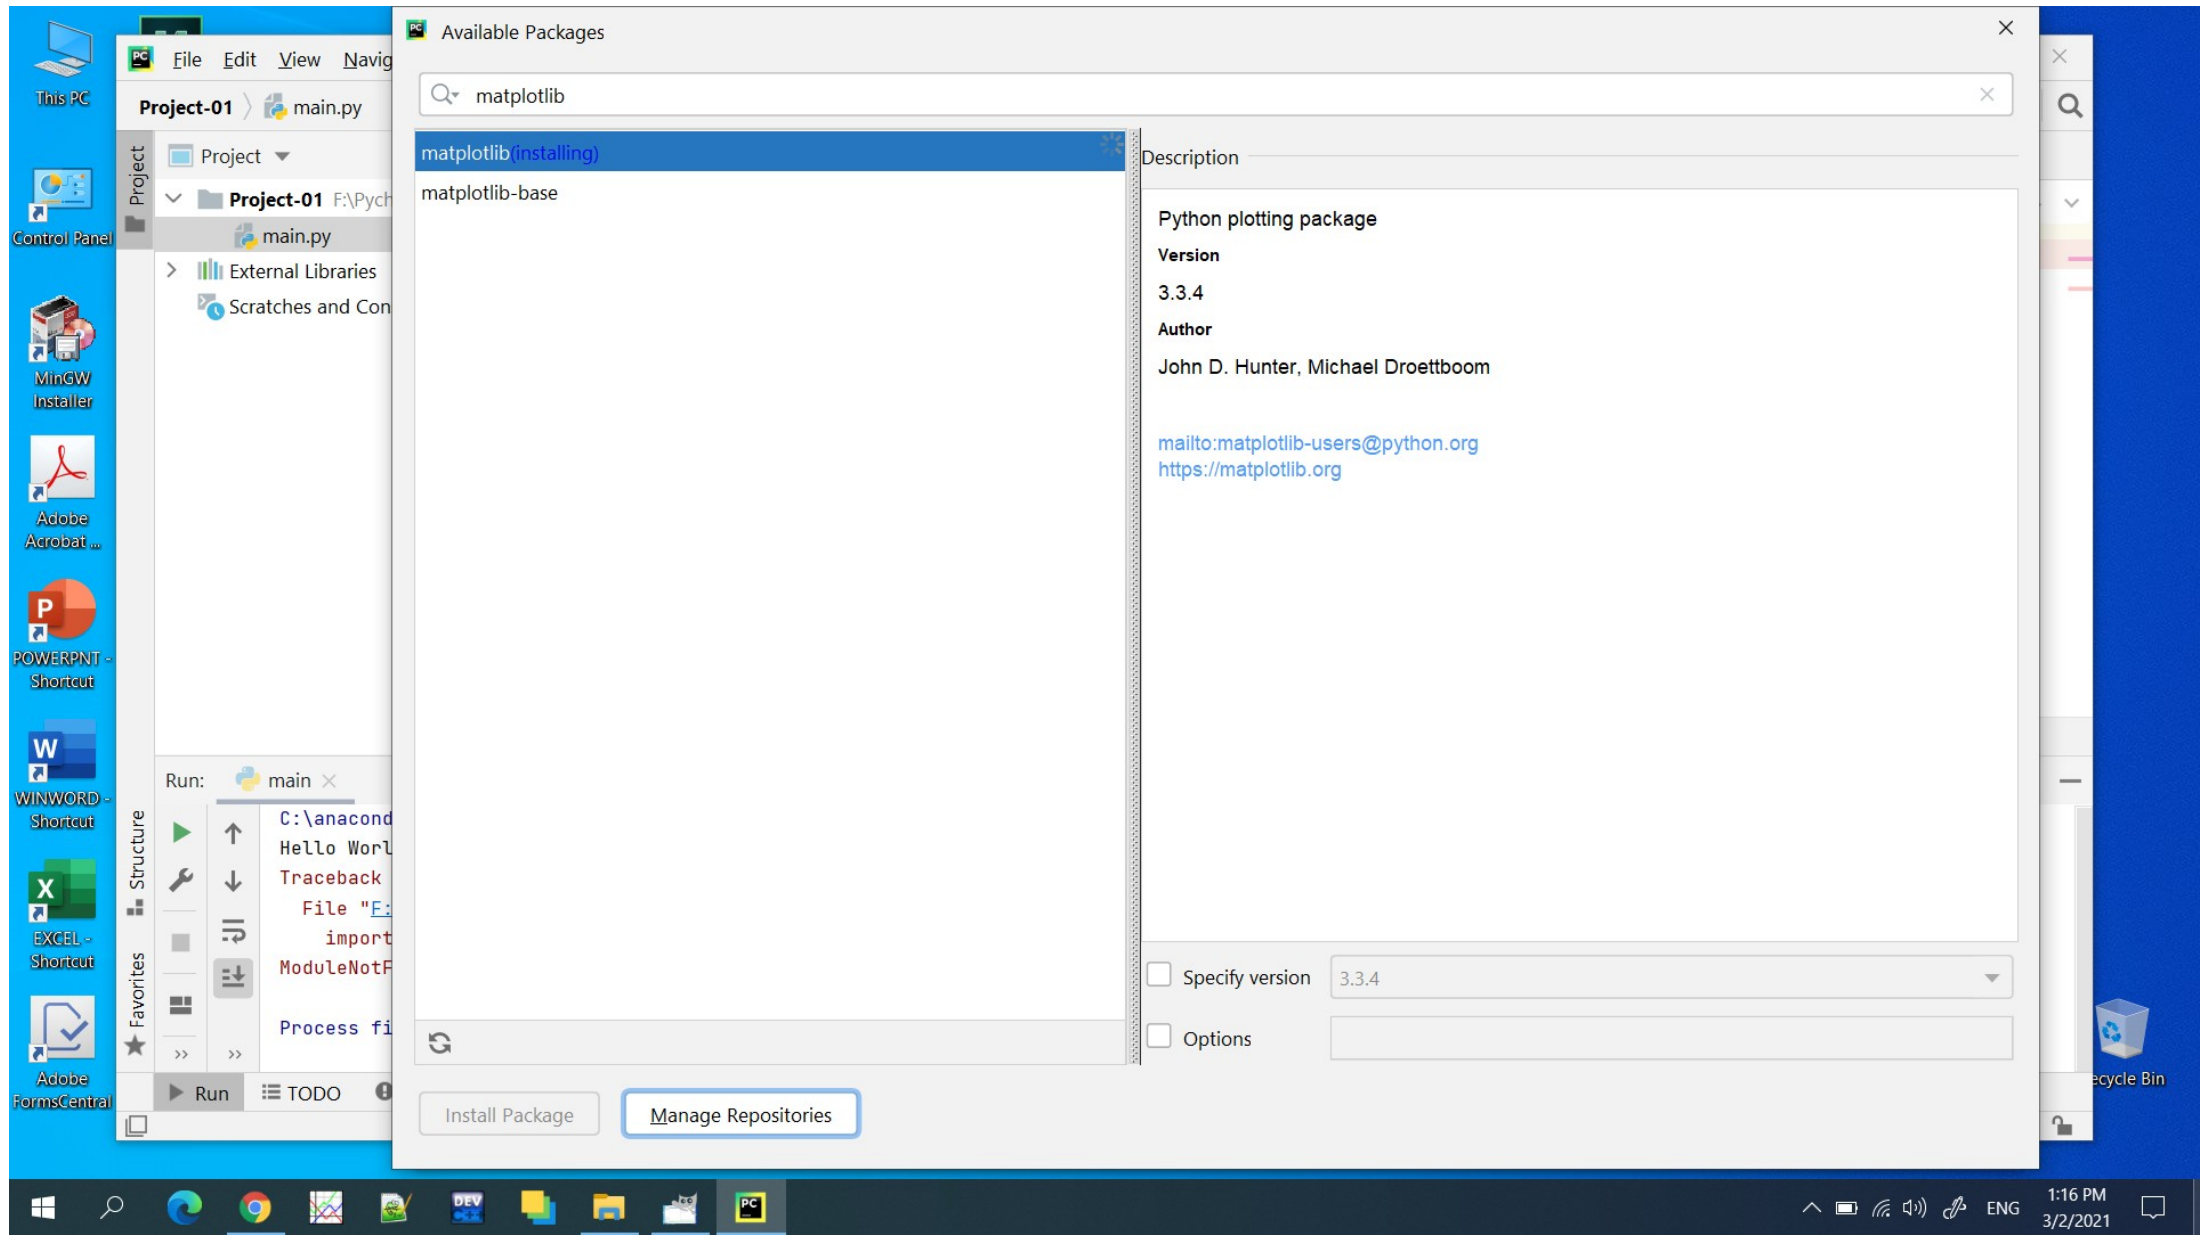 This PC
Control Panel
MinGW
Installer
Adobe
Acrobat ...
POWERPNT -
Shortcut
WINWORD -
Shortcut
EXCEL -
Shortcut
Adobe
FormsCentral
PC
File Edit View Navig
Project-01 main.py
Project
Project
Project-01 F:\Pych
main.py
External Libraries
Scratches and Con
Run: main
Structure
Favorites
C:\anacond
Hello Worl
Traceback
File "F:
import
ModuleNotF
Process fi
Run TODO
Available Packages
matplotlib
matplotlib(installing)
matplotlib-base
Description
Python plotting package
Version
3.3.4
Author
John D. Hunter, Michael Droettboom
mailto:matplotlib-users@python.org
https://matplotlib.org
Specify version 3.3.4
Options
Install Package Manage Repositories
ecycle Bin
DEV
C++
PC
ENG
1:16 PM
3/2/2021